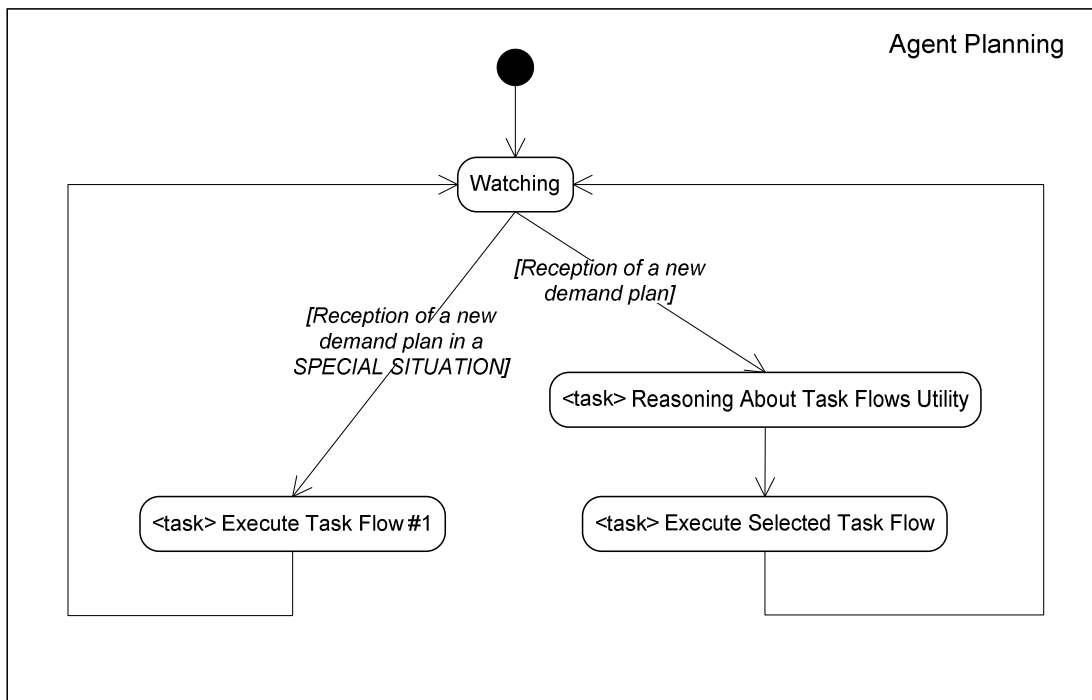 Agent Planning
Watching
[Reception of a new
demand plan]
[Reception of a new
demand plan in a
SPECIAL SITUATION]
<task> Reasoning About Task Flows Utility
<task> Execute Task Flow #1
<task> Execute Selected Task Flow